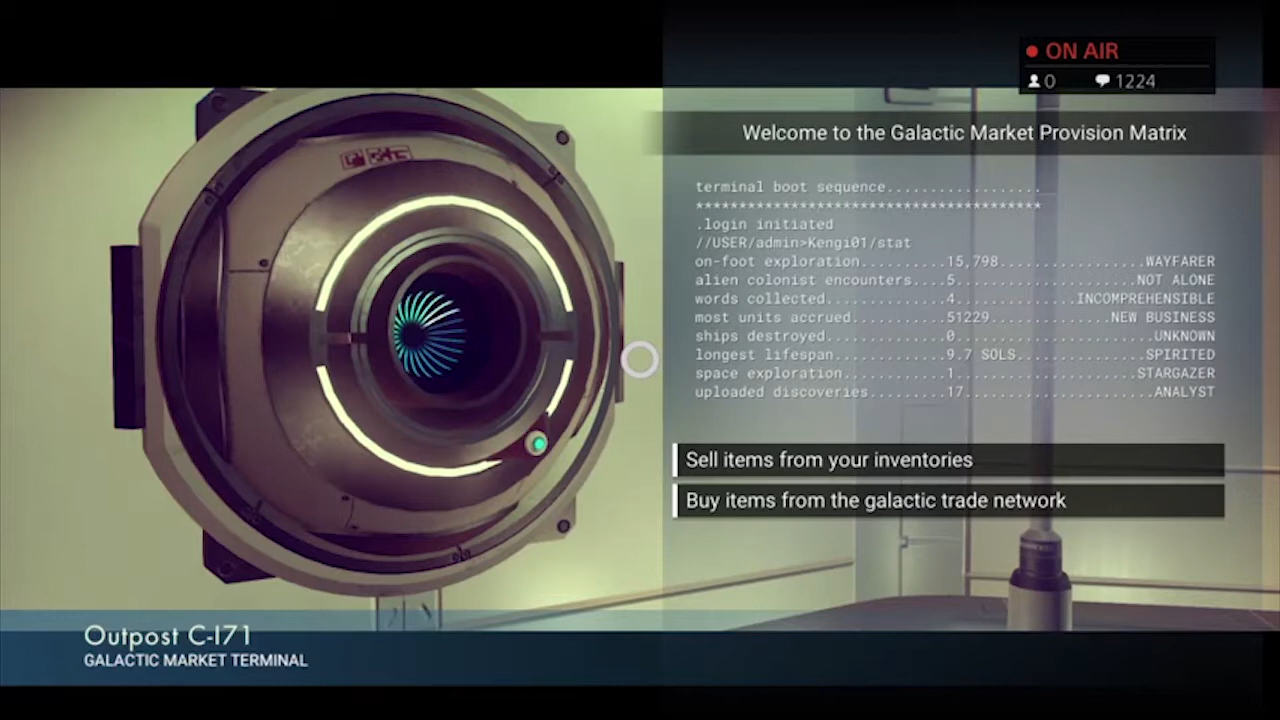 ON AIR
0 1224
Welcome to the Galactic Market Provision Matrix
terminal boot sequence..................
****************************************
.login initiated
//USER/admin>Kengi01/stat
on-foot exploration..........15,798.................WAYFARER
alien colonist encounters....5.....................NOT ALONE
words collected..............4..............INCOMPREHENSIBLE
most units accrued...........51229..............NEW BUSINESS
ships destroyed..............0.......................UNKNOWN
longest lifespan.............9.7 SOLS...............SPIRITED
space exploration............1.....................STARGAZER
uploaded discoveries.........17......................ANALYST
Sell items from your inventories
Buy items from the galactic trade network
Outpost C-I71
GALACTIC MARKET TERMINAL